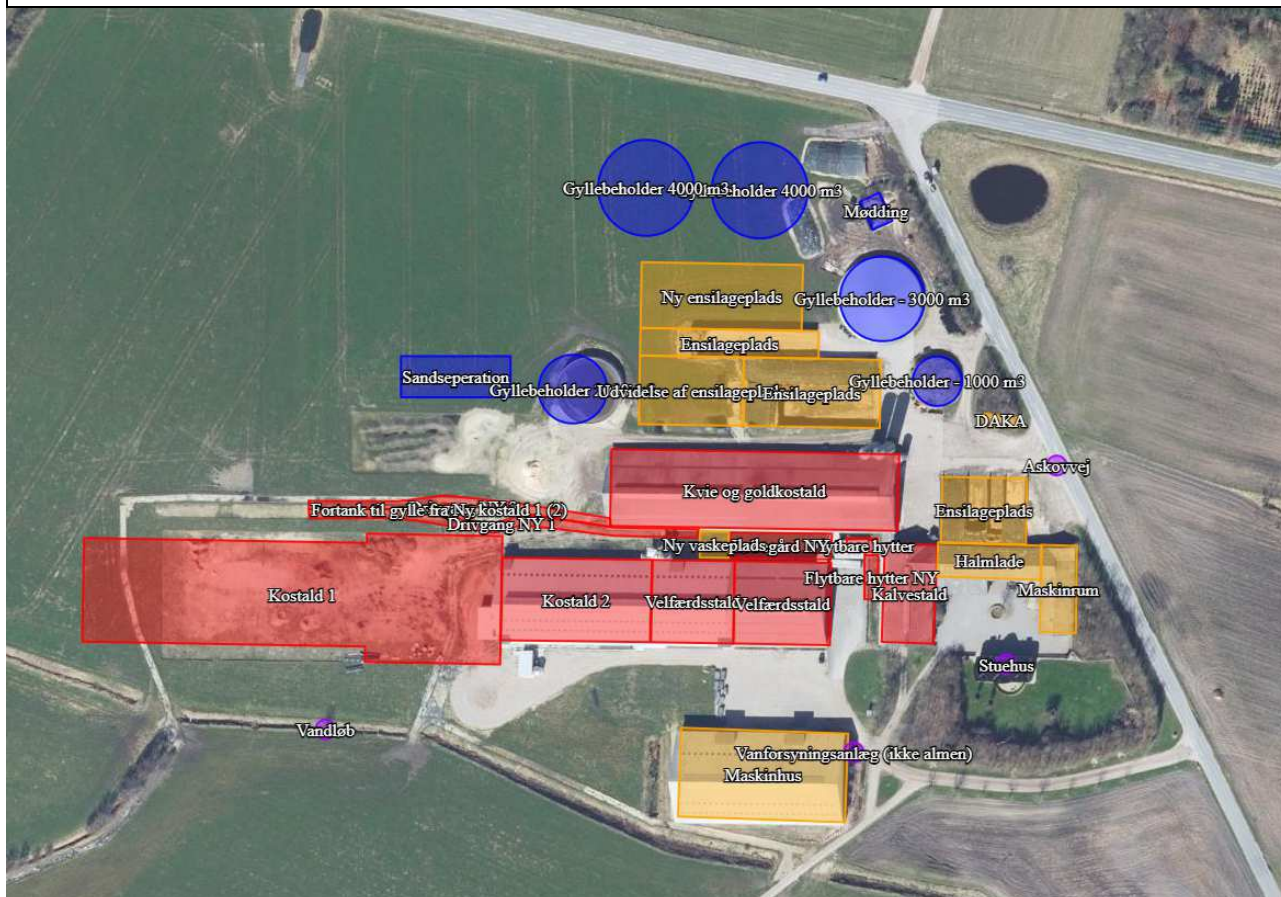 Gyllebeholder 4000 m3
Gyllebeholder 4000 m3
Mødding
Ny ensilageplads
Gyllebeholder - 3000 m3
Ensilageplads
Sandseperation
Gyllebeholder
Udvidelse af ensilageplads
Ensilageplads
Gyllebeholder - 1000 m3
DAKA
Askovvej
Kvie og goldkostald
Ensilageplads
Fortank til gylle fra Ny kostald 1 (2)
Drivgang NY 1
Ny vaskeplads
gård NY
Flytbare hytter
Halmlade
Flytbare hytter NY
Kostald 1
Kostald 2
Velfærdsstald
Velfærdsstald
Kalvestald
Maskinrum
Stuehus
Vandløb
Vanforsyningsanlæg (ikke almen)
Maskinhus